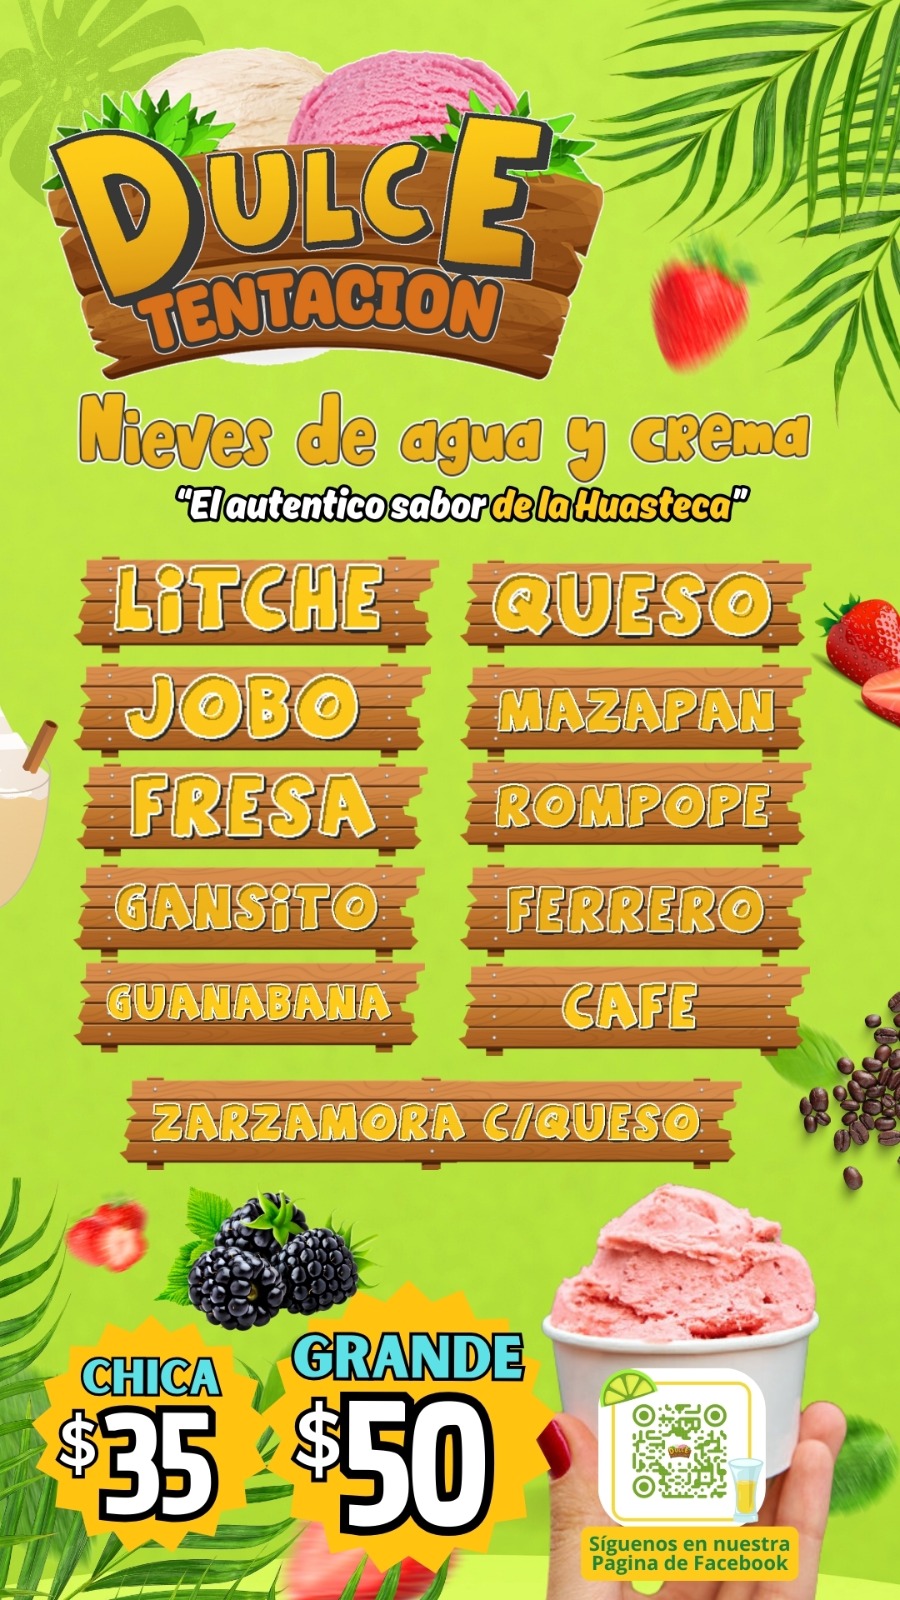 DULCE
TENTACION
Nieves de agua y crema
"El autentico sabor de la Huasteca"
LiTCHE
JOBO
FRESA
GANSiTO
GUANABANA
QUESO
MAZAPAN
ROMPOPE
FERRERO
CAFE
ZARZAMORA C/QUESO
CHICA
$35
GRANDE
$50
DULCE
Síguenos en nuestra
Pagina de Facebook